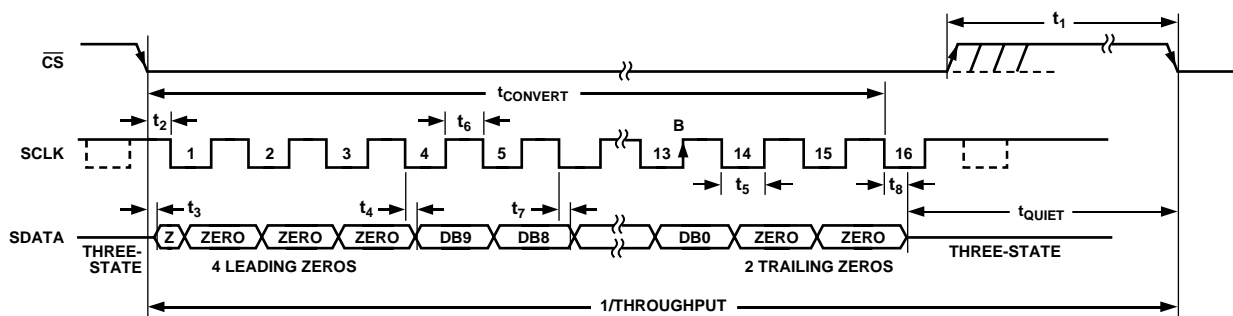 t1
CS
tCONVERT
t2
t6
B
SCLK
1
2
3
4
5
13
14
15
16
t5
t8
t3
t4
t7
tQUIET
SDATA
Z
ZERO
ZERO
ZERO
DB9
DB8
DB0
ZERO
ZERO
THREE-
STATE
4 LEADING ZEROS
2 TRAILING ZEROS
THREE-STATE
1/THROUGHPUT